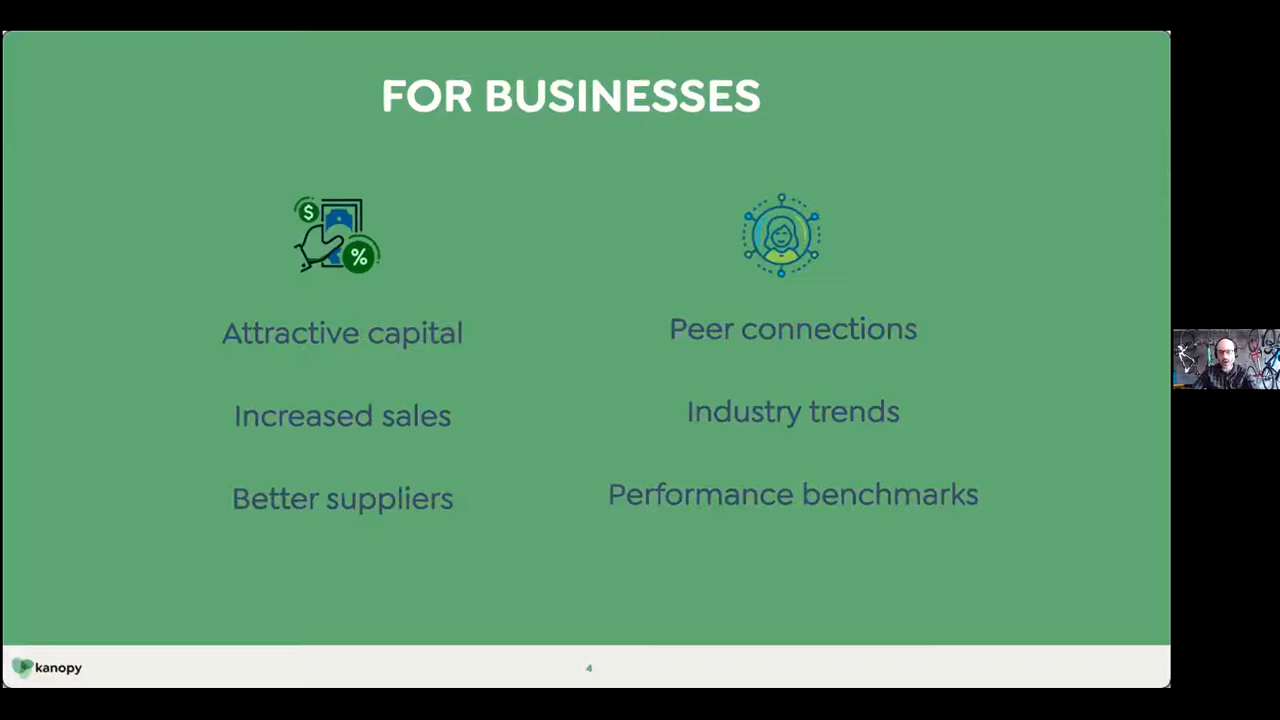 FOR BUSINESSES
$
%
Attractive capital
Increased sales
Better suppliers
Peer connections
Industry trends
Performance benchmarks
kanopy
4